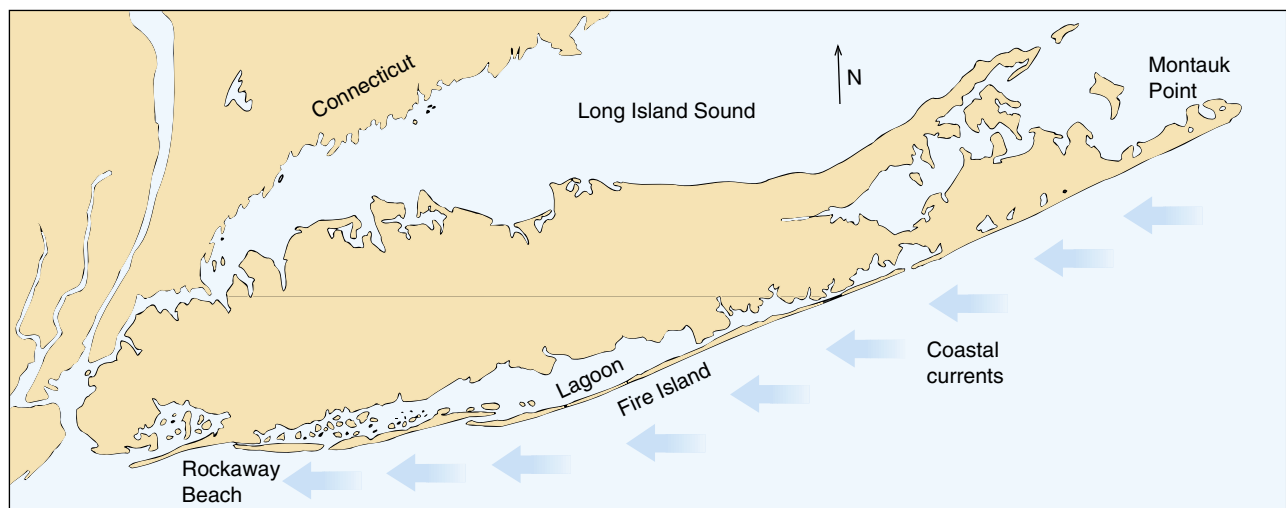 Connecticut
Long Island Sound
N
Montauk
Point
Coastal
currents
Lagoon
Fire Island
Rockaway
Beach